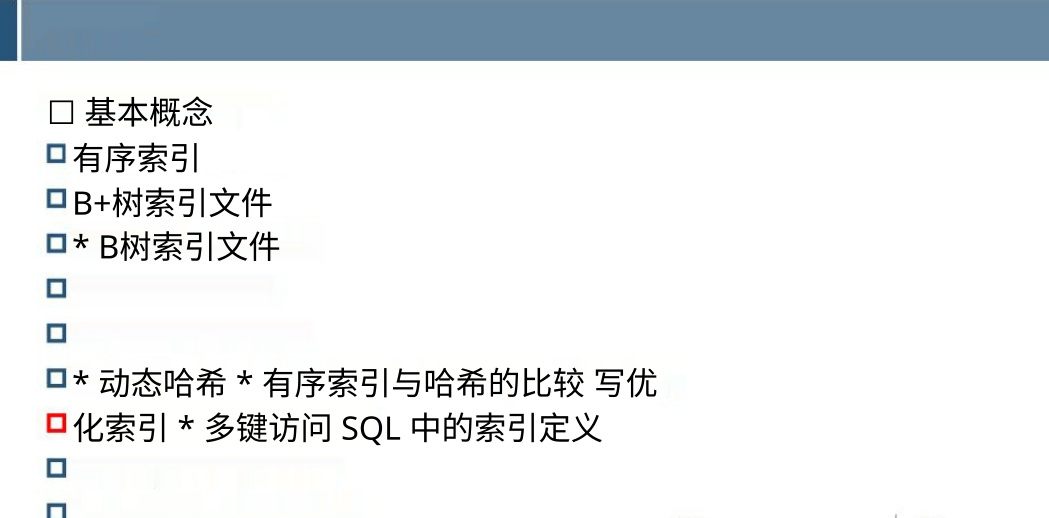 □ 基本概念
有序索引
B+树索引文件
* B树索引文件
* 动态哈希 * 有序索引与哈希的比较 写优
化索引 * 多键访问 SQL 中的索引定义